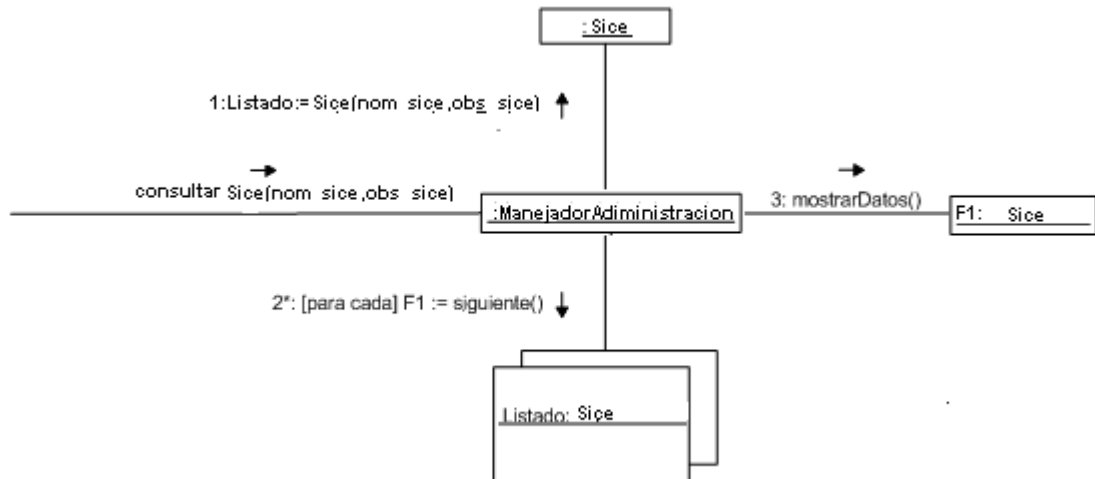 : Sice
1:Listado:= Sice(nom sice,obs sice)
consultar Sice(nom sice,obs sice)
:ManejadorAdiministracion
3: mostrarDatos()
F1: Sice
2*: [para cada] F1 := siguiente()
Listado: Sice